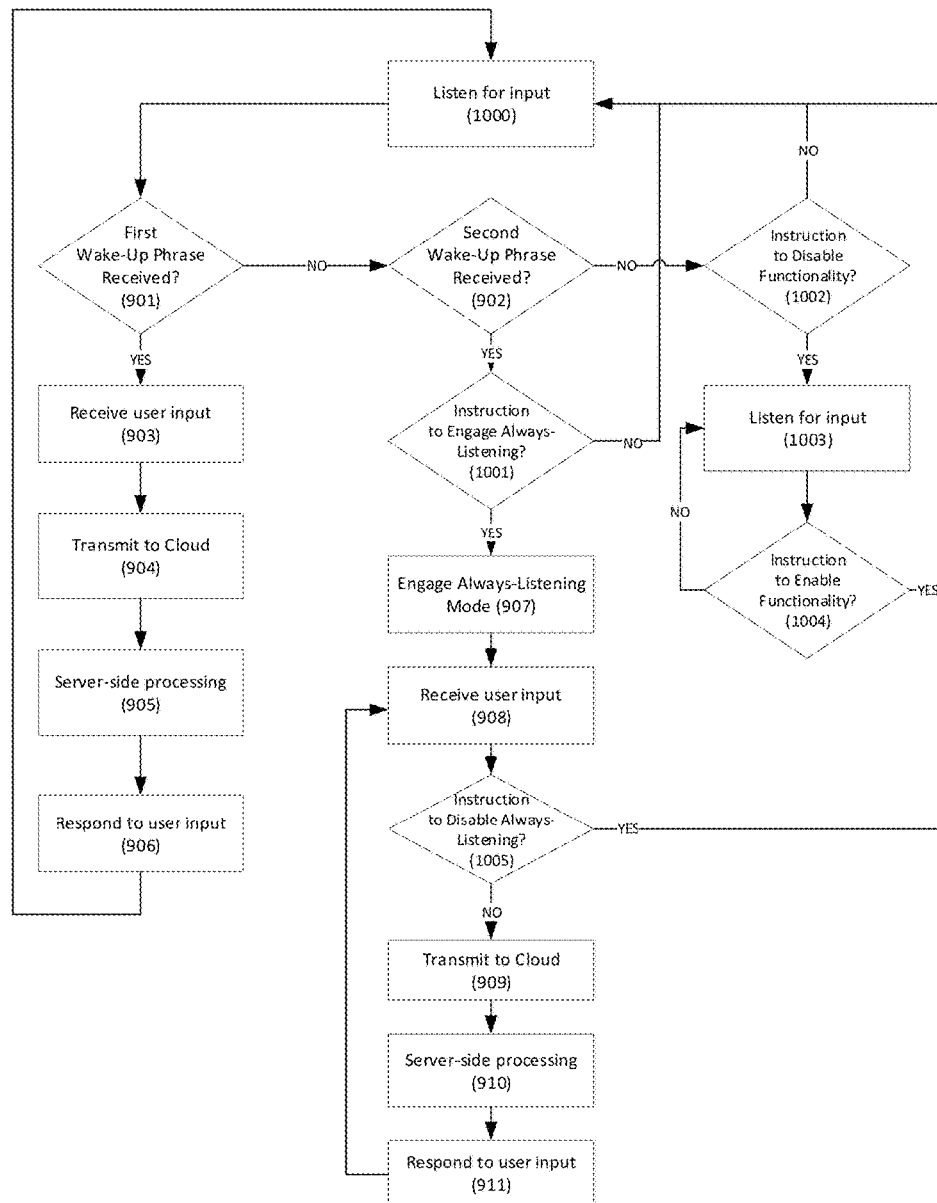 Listen for input
(1000)
NO
First
Wake-Up Phrase
Received?
(901)
NO
Second
Wake-Up Phrase
Received?
(902)
NO
Instruction
to Disable
Functionality?
(1002)
YES
YES
YES
Receive user input
(903)
Instruction
to Engage Always-
Listening?
(1001)
NO
Listen for input
(1003)
Transmit to Cloud
(904)
YES
NO
Engage Always-Listening
Mode (907)
Instruction
to Enable
Functionality?
(1004)
YES
Server-side processing
(905)
Receive user input
(908)
Respond to user input
(906)
Instruction
to Disable Always-
Listening?
(1005)
YES
NO
Transmit to Cloud
(909)
Server-side processing
(910)
Respond to user input
(911)